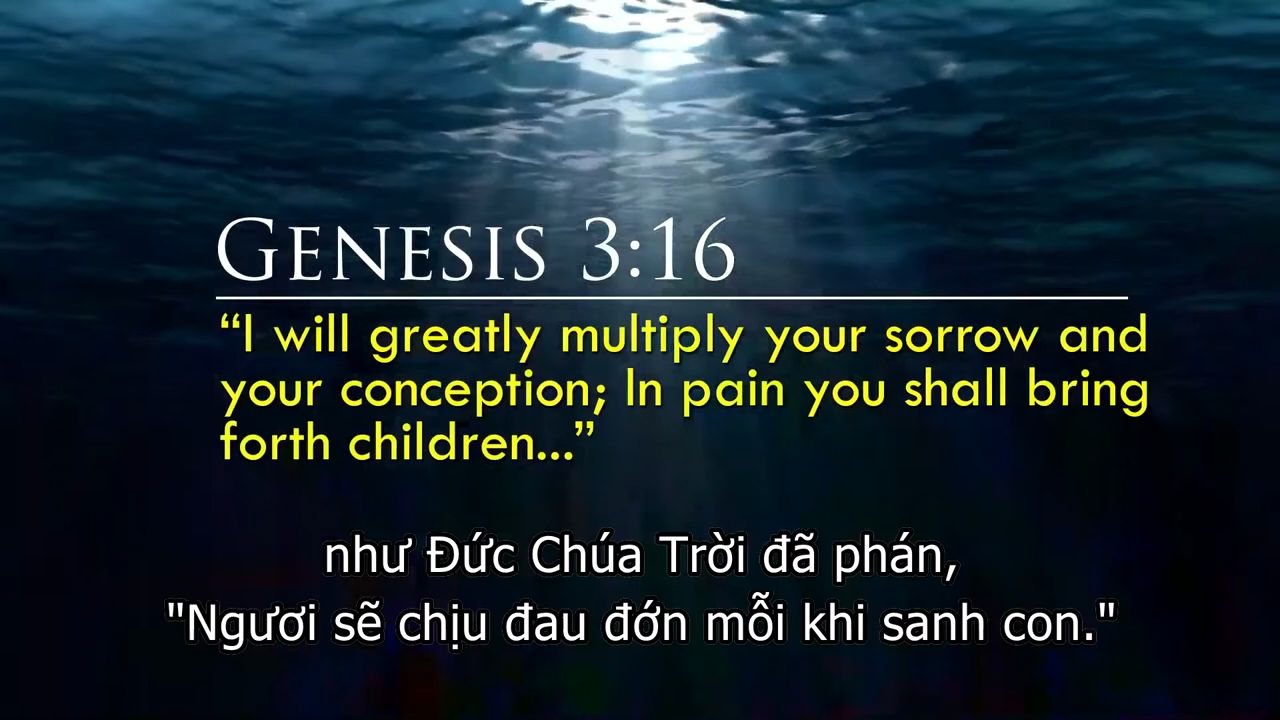 GENESIS 3:16
“I will greatly multiply your sorrow and
your conception; In pain you shall bring
forth children...”
như Đức Chúa Trời đã phán,
"Ngươi sẽ chịu đau đớn mỗi khi sanh con."